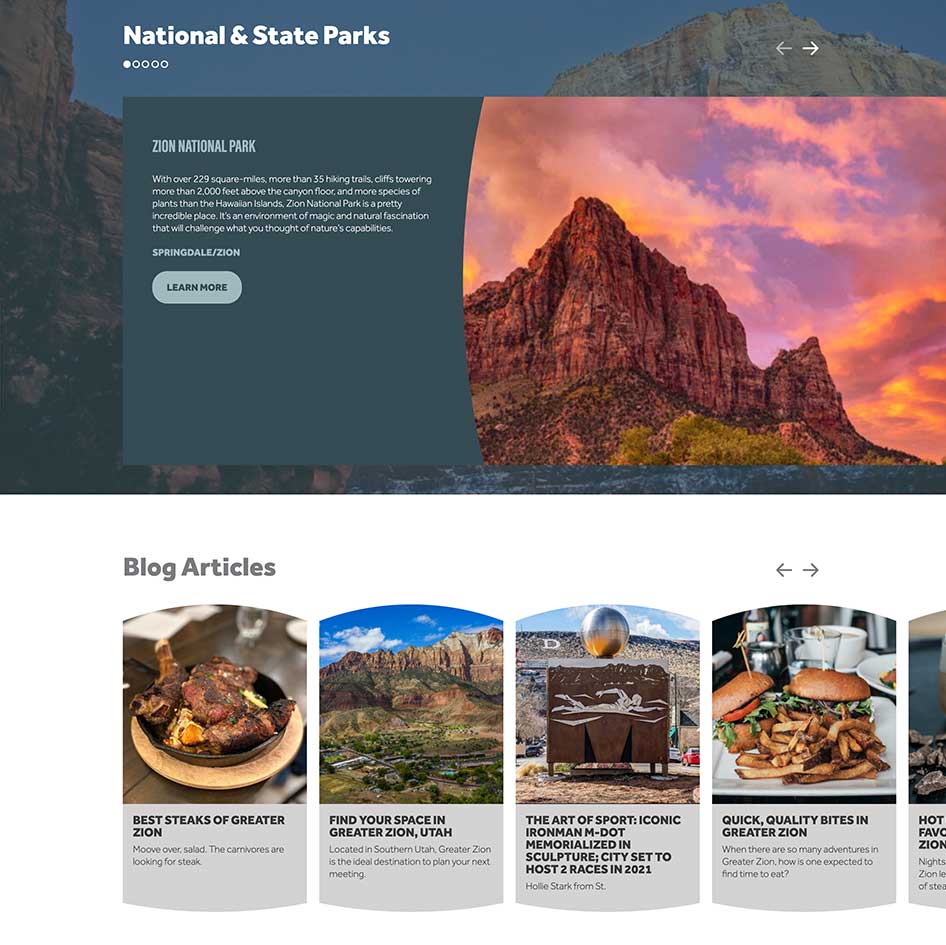 National & State Parks
ZION NATIONAL PARK
With over 229 square-miles, more than 35 hiking trails, cliffs towering
more than 2,000 feet above the canyon floor, and more species of
plants than the Hawaiian Islands, Zion National Park is a pretty
incredible place. It's an environment of magic and natural fascination
that will challenge what you thought of nature's capabilities.
SPRINGDALE/ZION
LEARN MORE
Blog Articles
BEST STEAKS OF GREATER
ZION
Moove over, salad. The carnivores are
looking for steak.
FIND YOUR SPACE IN
GREATER ZION, UTAH
Located in Southern Utah, Greater Zion
is the ideal destination to plan your next
meeting.
THE ART OF SPORT: ICONIC
IRONMAN M-DOT
MEMORIALIZED IN
SCULPTURE; CITY SET TO
HOST 2 RACES IN 2021
Hollie Stark from St.
QUICK, QUALITY BITES IN
GREATER ZION
When there are so many adventures in
Greater Zion, how is one expected to
find time to eat?
HOT
FAVO
ZION
Nights
Zion le
of stea